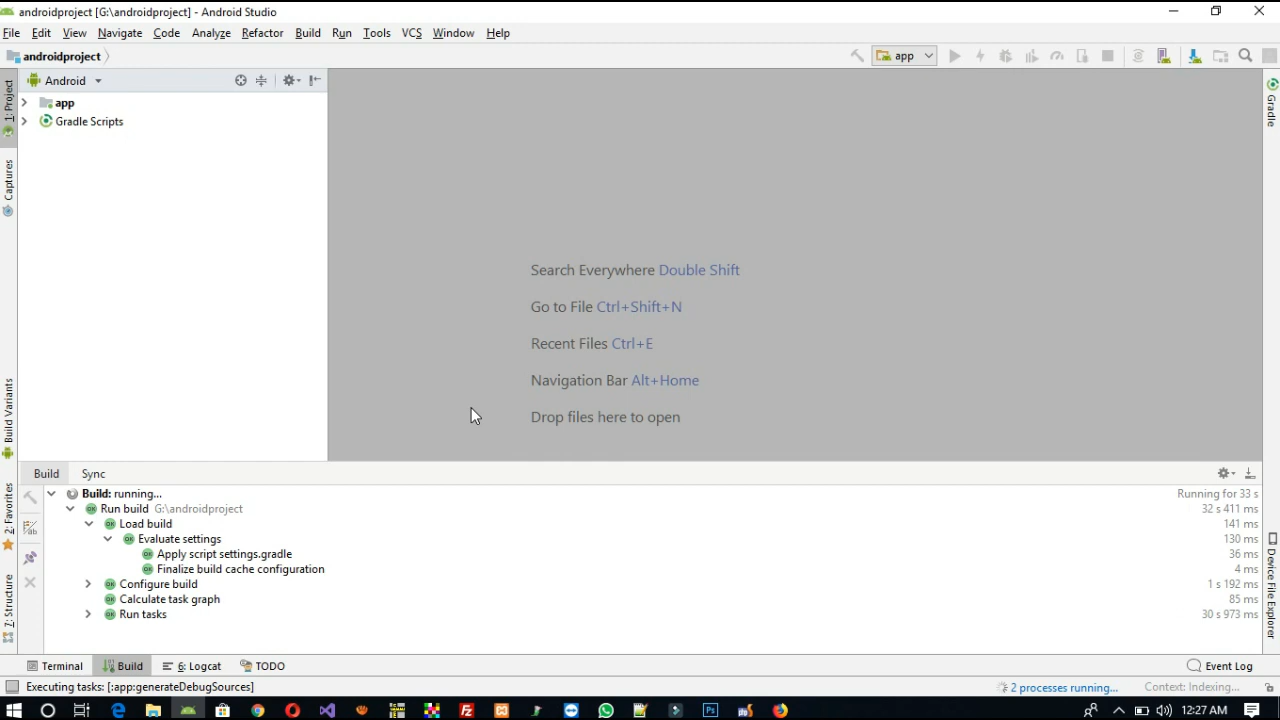 androidproject [G:\androidproject] - Android Studio
File Edit View Navigate Code Analyze Refactor Build Run Tools VCS Window Help
androidproject
app
Android
app
Gradle Scripts
1: Project
Captures
Build Variants
2: Favorites
7: Structure
Gradle
Device File Explorer
Search Everywhere Double Shift
Go to File Ctrl+Shift+N
Recent Files Ctrl+E
Navigation Bar Alt+Home
Drop files here to open
Build Sync
Build: running... Running for 33 s
Run build G:\androidproject 32 s 411 ms
Load build 141 ms
Evaluate settings 130 ms
Apply script settings.gradle 36 ms
Finalize build cache configuration 4 ms
Configure build 1 s 192 ms
Calculate task graph 85 ms
Run tasks 30 s 973 ms
Terminal Build 6: Logcat TODO Event Log
Executing tasks: [:app:generateDebugSources] 2 processes running... Context: Indexing...
12:27 AM